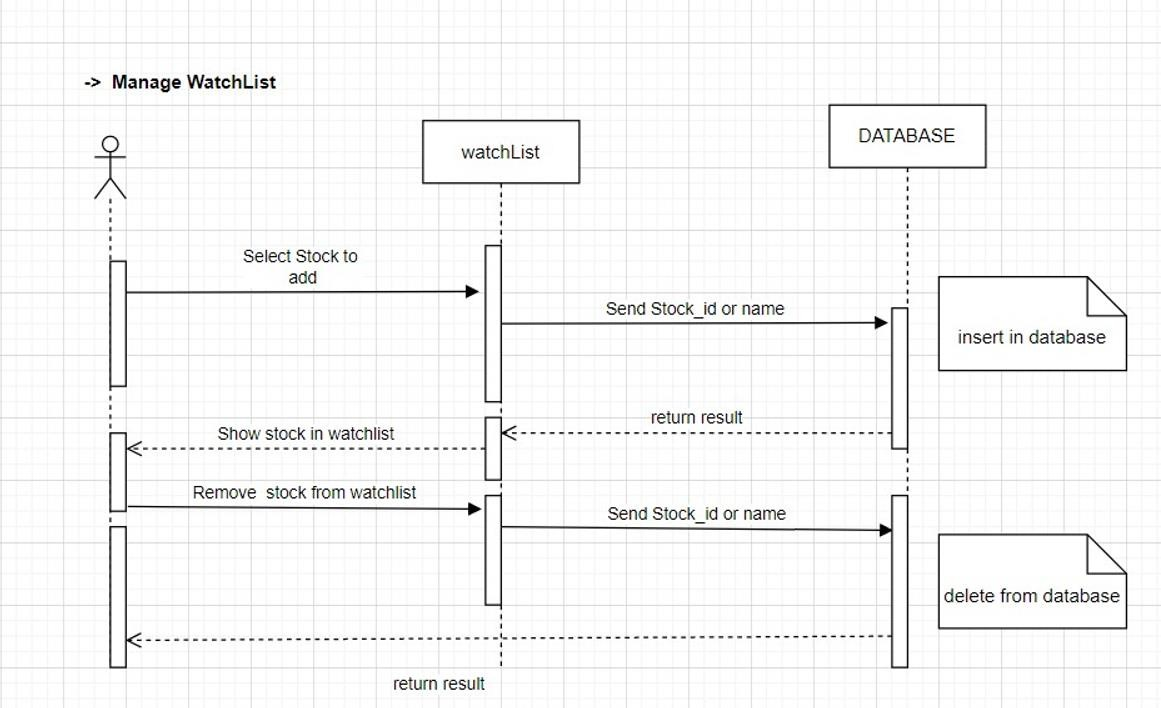 -> Manage WatchList
watchList
DATABASE
Select Stock to
add
Send Stock_id or name
insert in database
return result
Show stock in watchlist
Remove  stock from watchlist
Send Stock_id or name
delete from database
return result